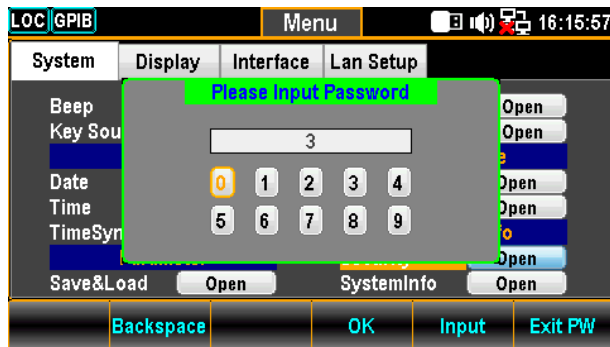 LOC GPIB Menu 16:15:57
System Display Interface Lan Setup
Please Input Password
Beep Open
Key Sou Open
3
Date 0 1 2 3 4 Open
Time 5 6 7 8 9 Open
TimeSyn
Security Open
Save&Load Open SystemInfo Open
Backspace OK Input Exit PW